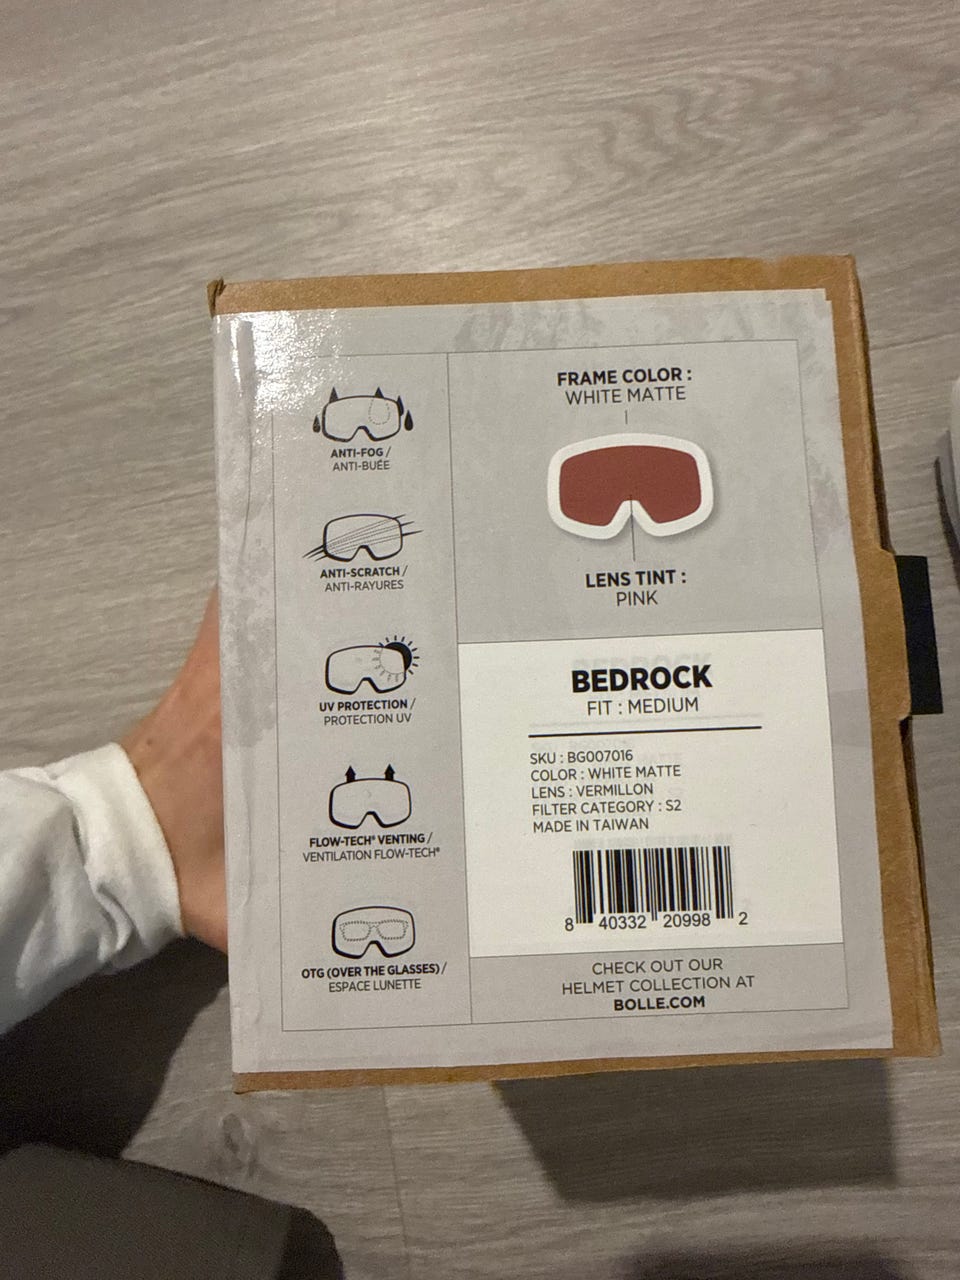 ANTI-FOG /
ANTI-BUÉE
ANTI-SCRATCH /
ANTI-RAYURES
UV PROTECTION /
PROTECTION UV
FLOW-TECH® VENTING /
VENTILATION FLOW-TECH®
OTG (OVER THE GLASSES) /
ESPACE LUNETTE
FRAME COLOR :
WHITE MATTE
LENS TINT :
PINK
BEDROCK
FIT : MEDIUM
SKU : BG007016
COLOR : WHITE MATTE
LENS : VERMILLON
FILTER CATEGORY : S2
MADE IN TAIWAN
8 40332 20998 2
CHECK OUT OUR
HELMET COLLECTION AT
BOLLE.COM